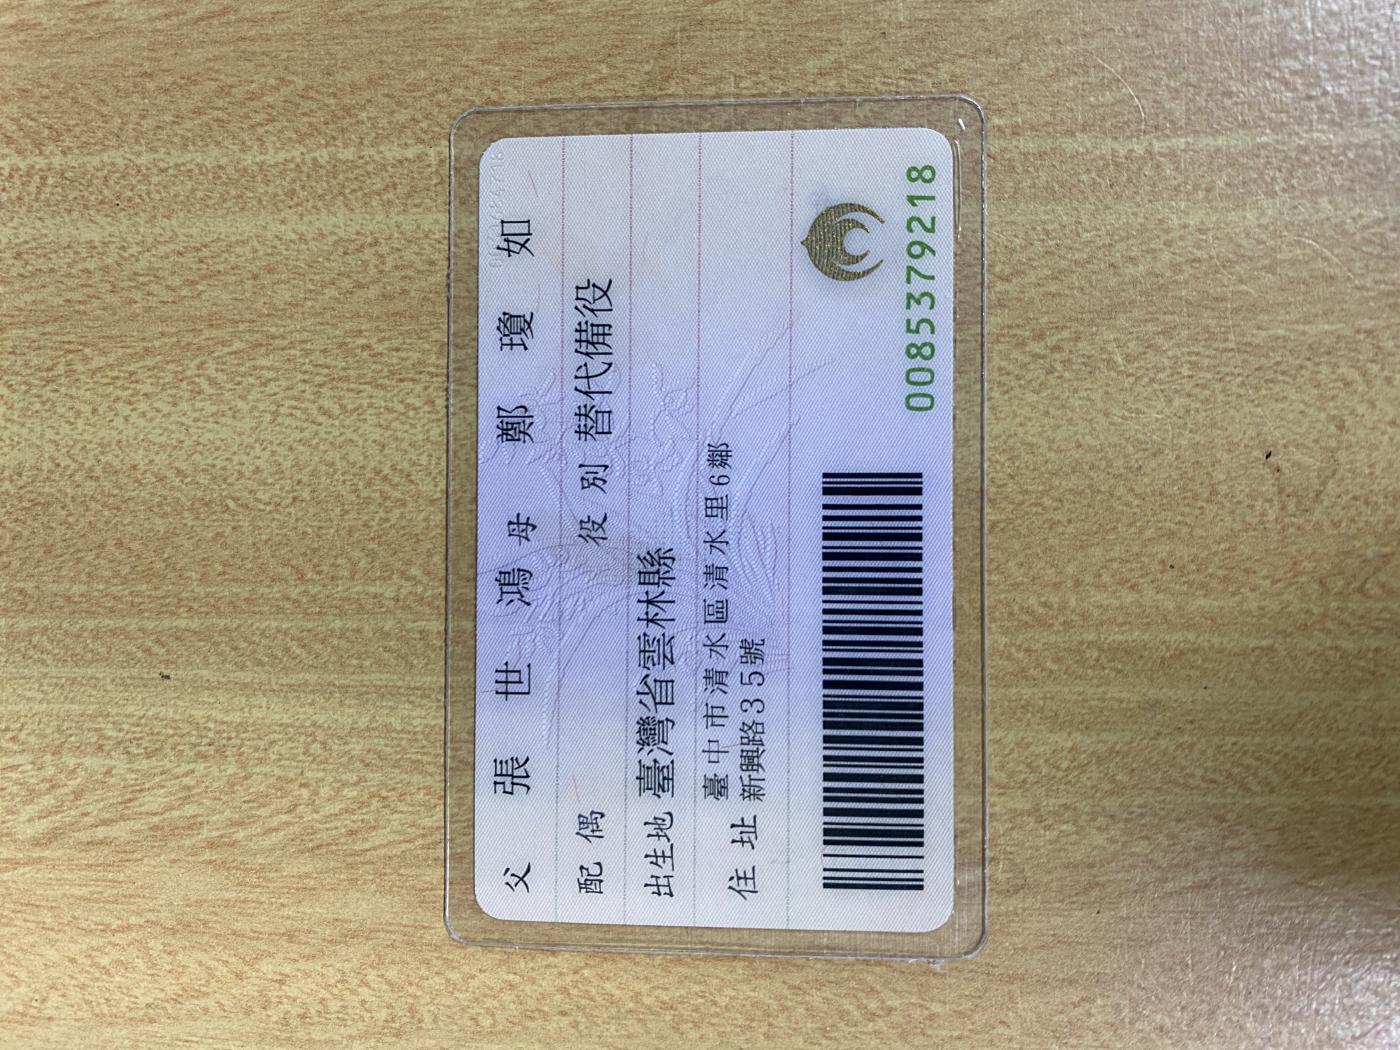 父 張 世 鴻 母 鄭 瓊 如
配 偶 役 別 替代備役
出生地 臺灣省雲林縣
住 址 臺中市清水區清水里6鄰
新興路35號
0085379218